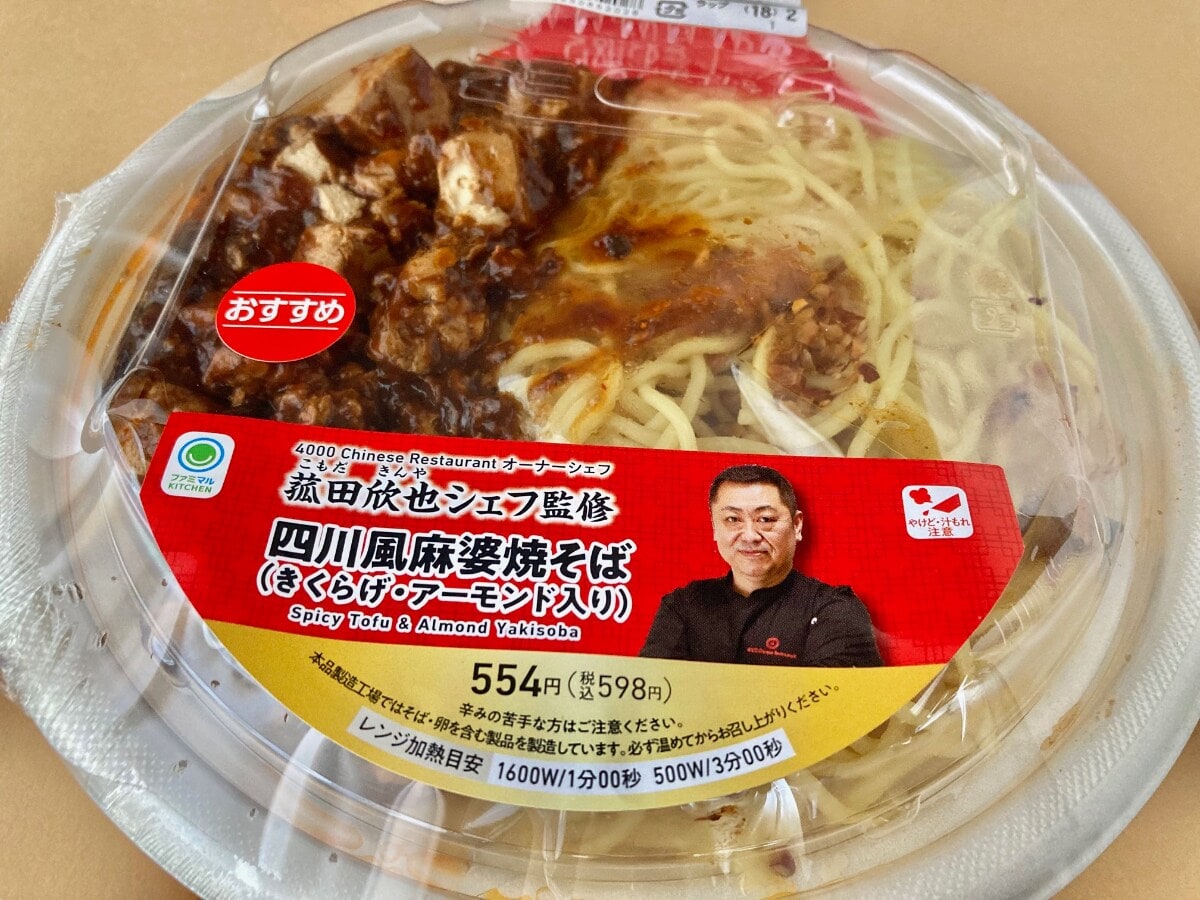 ラップ (18) 2
1
おすすめ
ファミマル
KITCHEN
4000 Chinese Restaurant オーナーシェフ
こもだ きんや
菰田欣也シェフ監修
四川風麻婆焼そば
(きくらげ・アーモンド入り)
Spicy Tofu & Almond Yakisoba
やけど・汁もれ
注意
554円(税込598円)
辛みの苦手な方はご注意ください。
本品製造工場ではそば・卵を含む製品を製造しています。必ず温めてからお召し上がりください。
レンジ加熱目安 1600W/1分00秒 500W/3分00秒